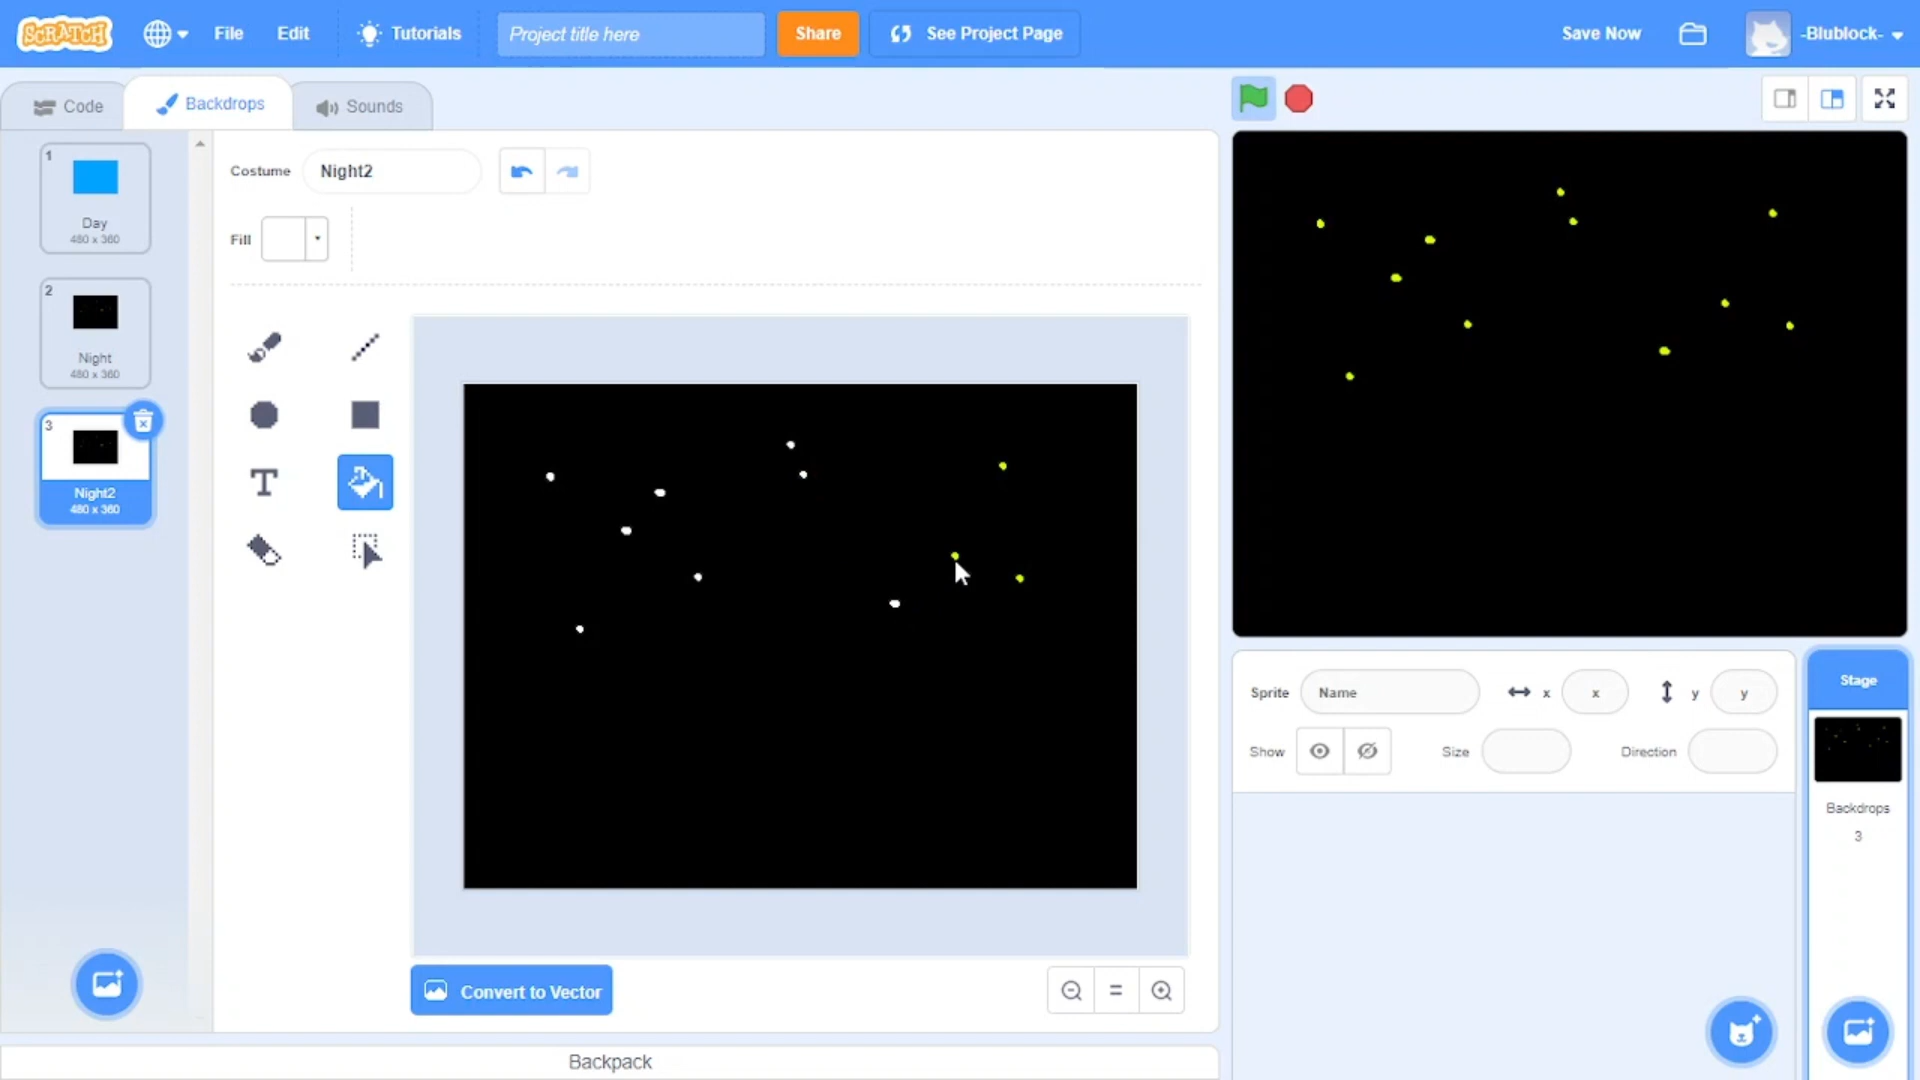 SCRATCH File Edit Tutorials Project title here Share See Project Page Save Now -Blublock-
Code Backdrops Sounds
1
Day
480 x 360
2
Night
480 x 360
3
Night2
480 x 360
Costume Night2
Fill
T
Convert to Vector
=
Backpack
Sprite Name x x y y
Show Size Direction
Stage
Backdrops
3